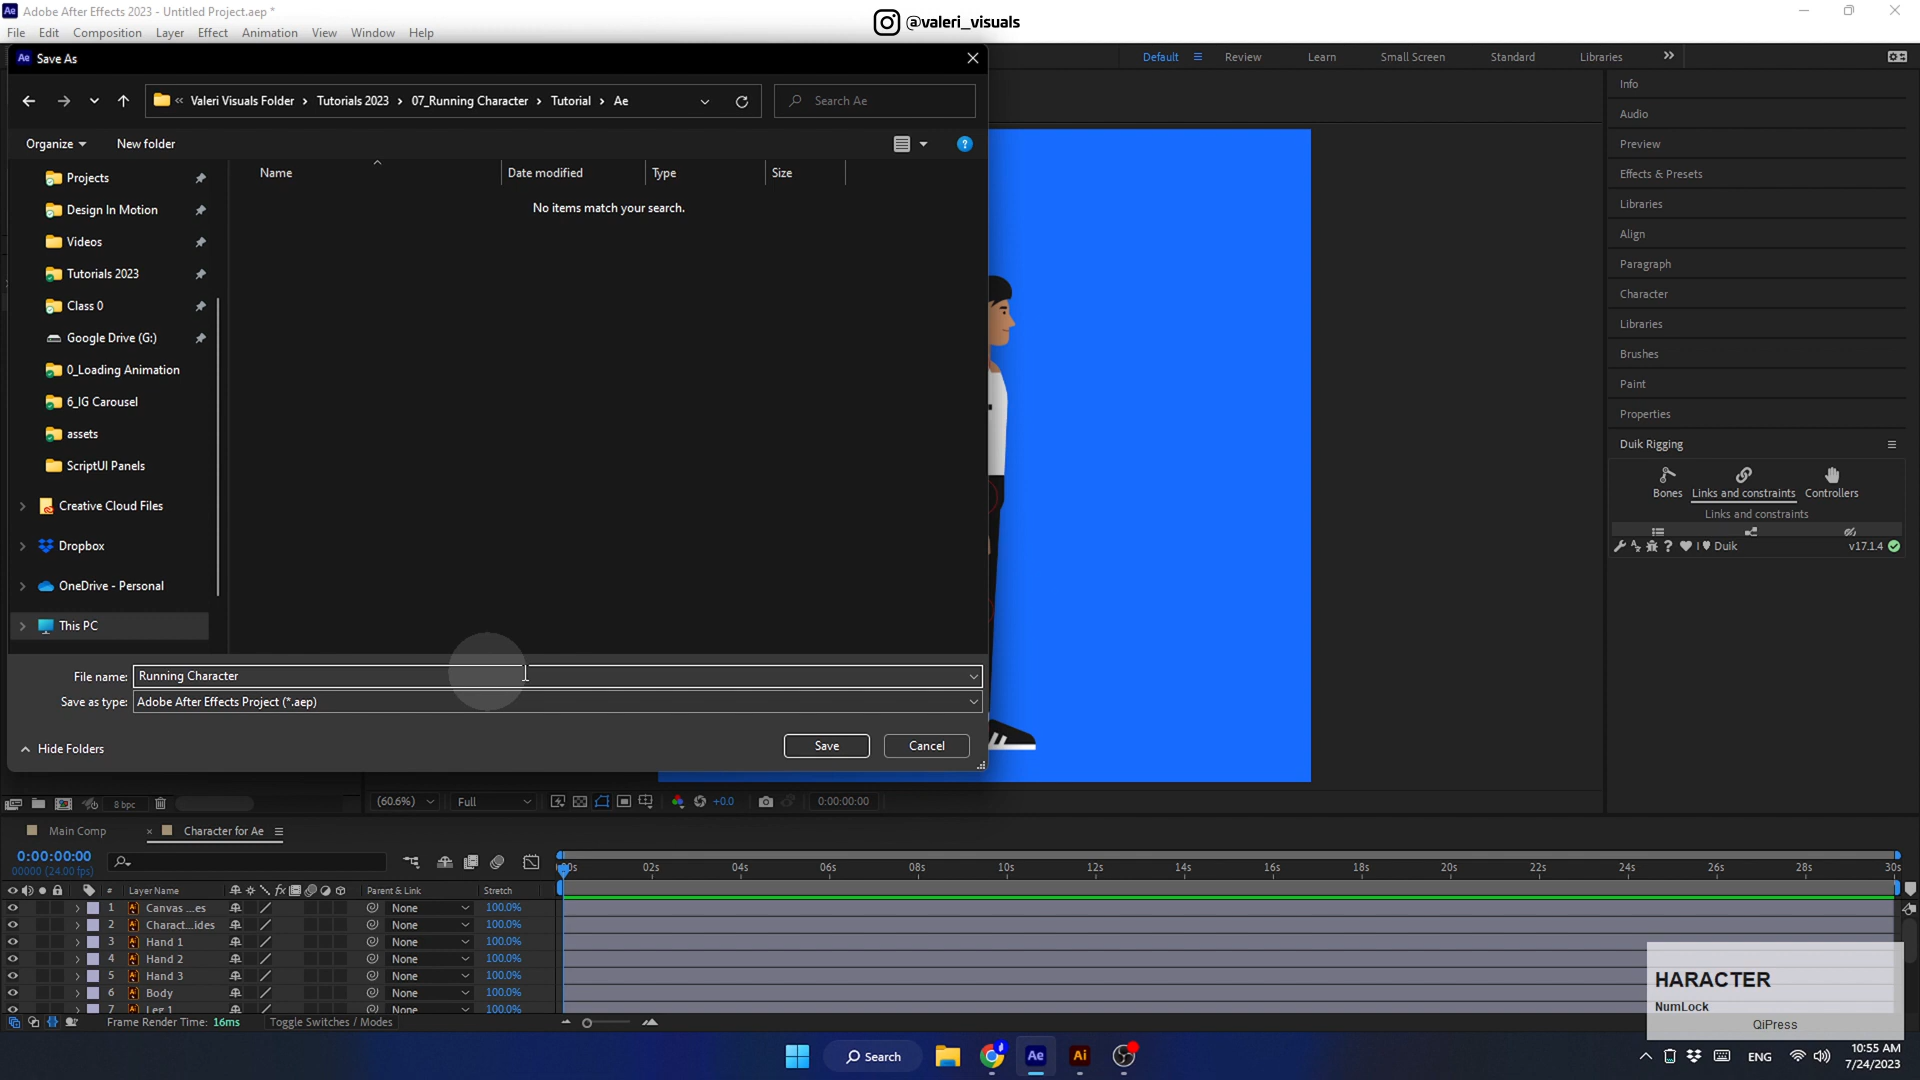 Ae Adobe After Effects 2023 - Untitled Project.aep *
@valeri_visuals
File Edit Composition Layer Effect Animation View Window Help
Ae Save As
Default Review Learn Small Screen Standard Libraries
« Valeri Visuals Folder › Tutorials 2023 › 07_Running Character › Tutorial › Ae
Search Ae
Organize New folder
Name Date modified Type Size
No items match your search.
Projects
Design In Motion
Videos
Tutorials 2023
Class 0
Google Drive (G:)
0_Loading Animation
6_IG Carousel
assets
ScriptUI Panels
Creative Cloud Files
Dropbox
OneDrive - Personal
This PC
File name: Running Character
Save as type: Adobe After Effects Project (*.aep)
Hide Folders
Save Cancel
Info
Audio
Preview
Effects & Presets
Libraries
Align
Paragraph
Character
Libraries
Brushes
Paint
Properties
Duik Rigging
Bones Links and constraints Controllers
Links and constraints
? I ♥ Duik v17.1.4
8 bpc
(60.6%) Full +0.0 0:00:00:00
Main Comp × Character for Ae
0:00:00:00
00000 (24.00 fps)
02s 04s 06s 08s 10s 12s 14s 16s 18s 20s 22s 24s 26s 28s 30s
# Layer Name fx Parent & Link Stretch
1 Canvas ...es None 100.0%
2 Charact...ides None 100.0%
3 Hand 1 None 100.0%
4 Hand 2 None 100.0%
5 Hand 3 None 100.0%
6 Body None 100.0%
7 Leg 1 None 100.0%
Frame Render Time: 16ms Toggle Switches / Modes
HARACTER
NumLock
QiPress
Search Ae Ai
ENG
10:55 AM
7/24/2023